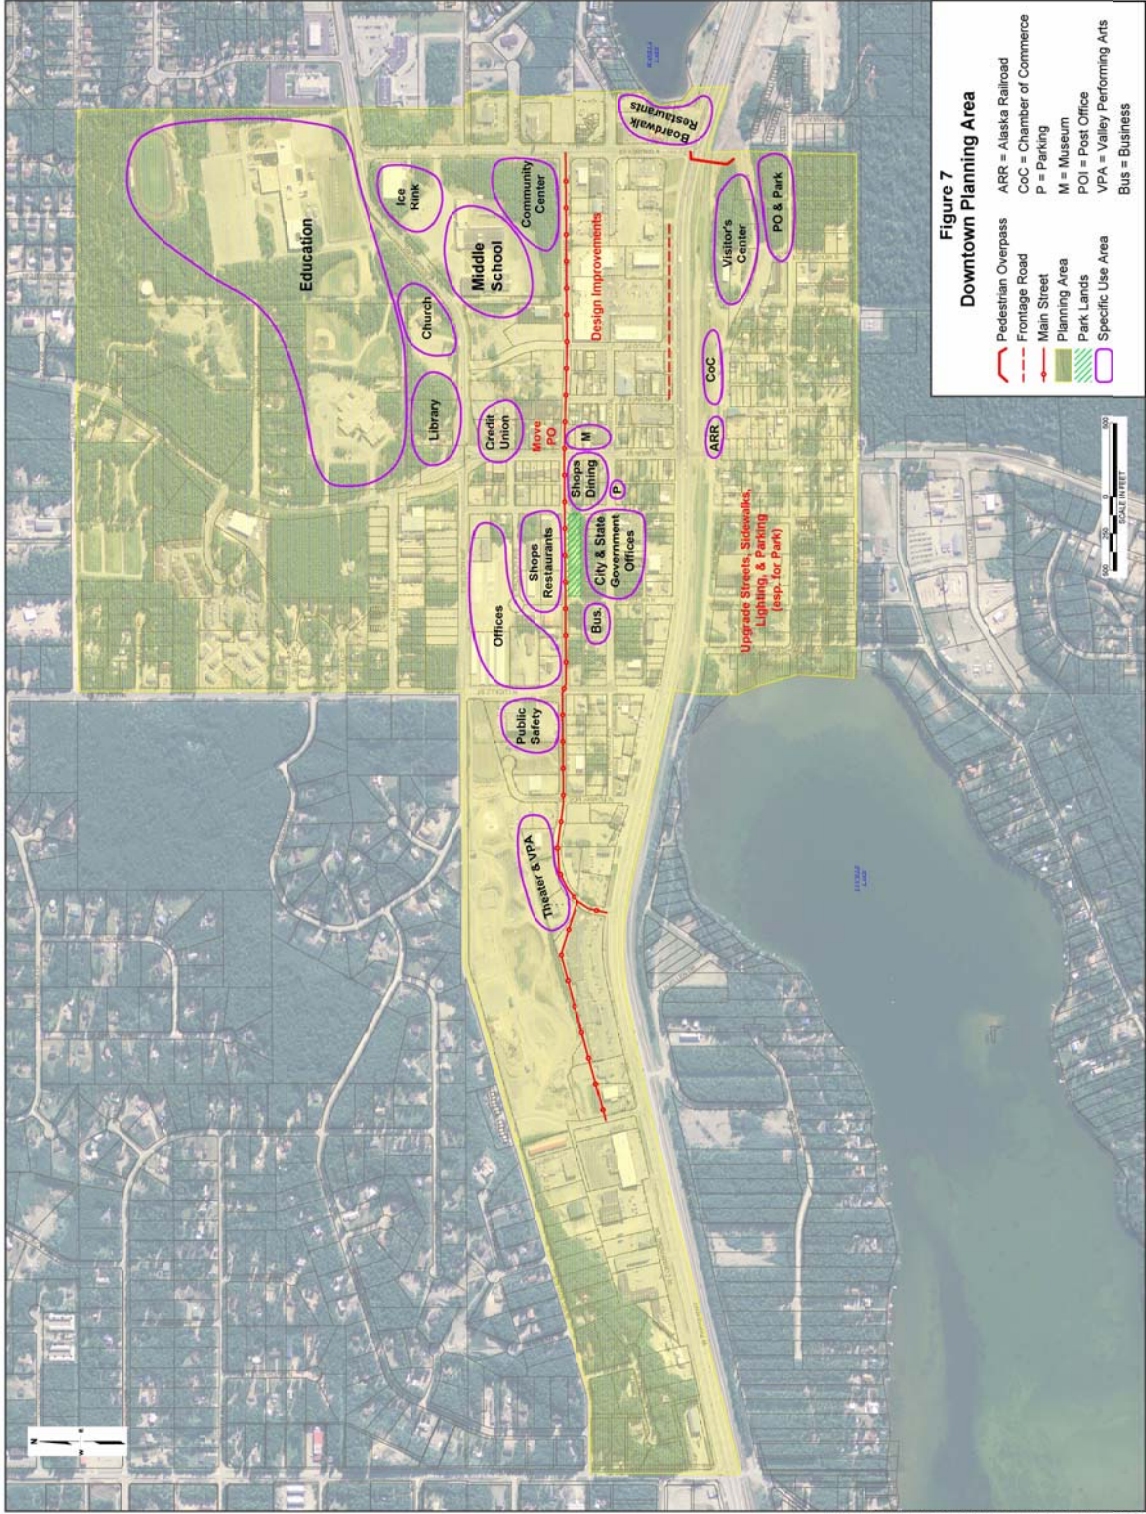 Figure 7
Downtown Planning Area
Pedestrian Overpass
Frontage Road
Main Street
Planning Area
Park Lands
Specific Use Area
ARR = Alaska Railroad
CoC = Chamber of Commerce
P = Parking
M = Museum
POI = Post Office
VPA = Valley Performing Arts
Bus = Business
Education
Ice
Rink
Church
Library
Middle
School
Community
Center
Credit
Union
Move
PO
Design Improvements
Boardwalk
Restaurants
Visitor's
Center
PO & Park
CoC
ARR
M
Shops
Dining
P
City & State
Government
Offices
Shops
Restaurants
Offices
Bus.
Public
Safety
Theater & VPA
Upgrade Streets, Sidewalks,
Lighting, & Parking
(esp. for Park)
N
W
E
500 250 0 500
SCALE IN FEET